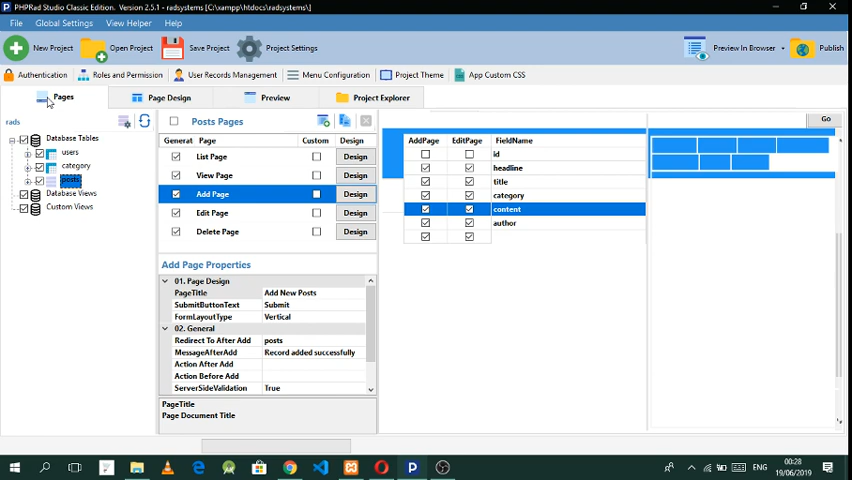 PHPRad Studio Classic Edition. - Version: 2.5.1 - radsystems [C:\xampp\htdocs\radsystems\]
File Global Settings View Helper Help
New Project Open Project Save Project Project Settings Preview In Browser Publish
Authentication Roles and Permission User Records Management Menu Configuration Project Theme App Custom CSS
Pages Page Design Preview Project Explorer
rads Posts Pages Go
Database Tables
users
category
posts
Database Views
Custom Views
General Page Custom Design
List Page Design
View Page Design
Add Page Design
Edit Page Design
Delete Page Design
AddPage EditPage FieldName
id
headline
title
category
content
author
Add Page Properties
01. Page Design
PageTitle Add New Posts
SubmitButtonText Submit
FormLayoutType Vertical
02. General
Redirect To After Add posts
MessageAfterAdd Record added successfully
Action After Add
Action Before Add
ServerSideValidation True
PageTitle
Page Document Title
ENG 00:28
19/06/2019